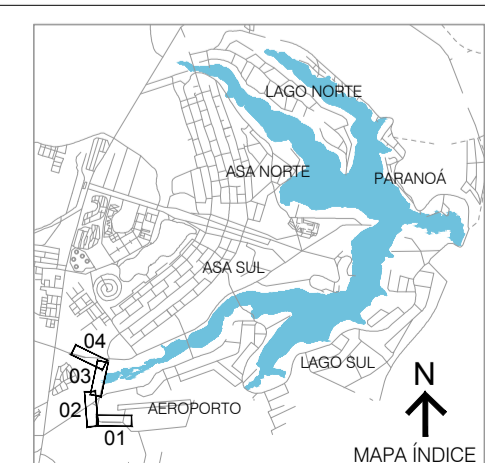 LAGO NORTE
ASA NORTE
PARANOÁ
ASA SUL
04
LAGO SUL
03
N
02
AEROPORTO
01
MAPA ÍNDICE